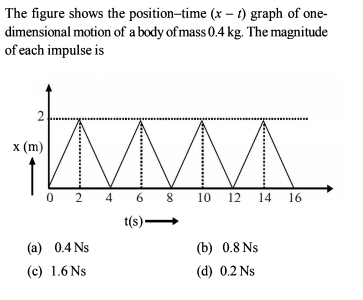 The figure shows the position–time (x – t) graph of one-
dimensional motion of a body of mass 0.4 kg. The magnitude
of each impulse is
2
x (m)
0 2 4 6 8 10 12 14 16
t(s)
(a) 0.4 Ns (b) 0.8 Ns
(c) 1.6 Ns (d) 0.2 Ns